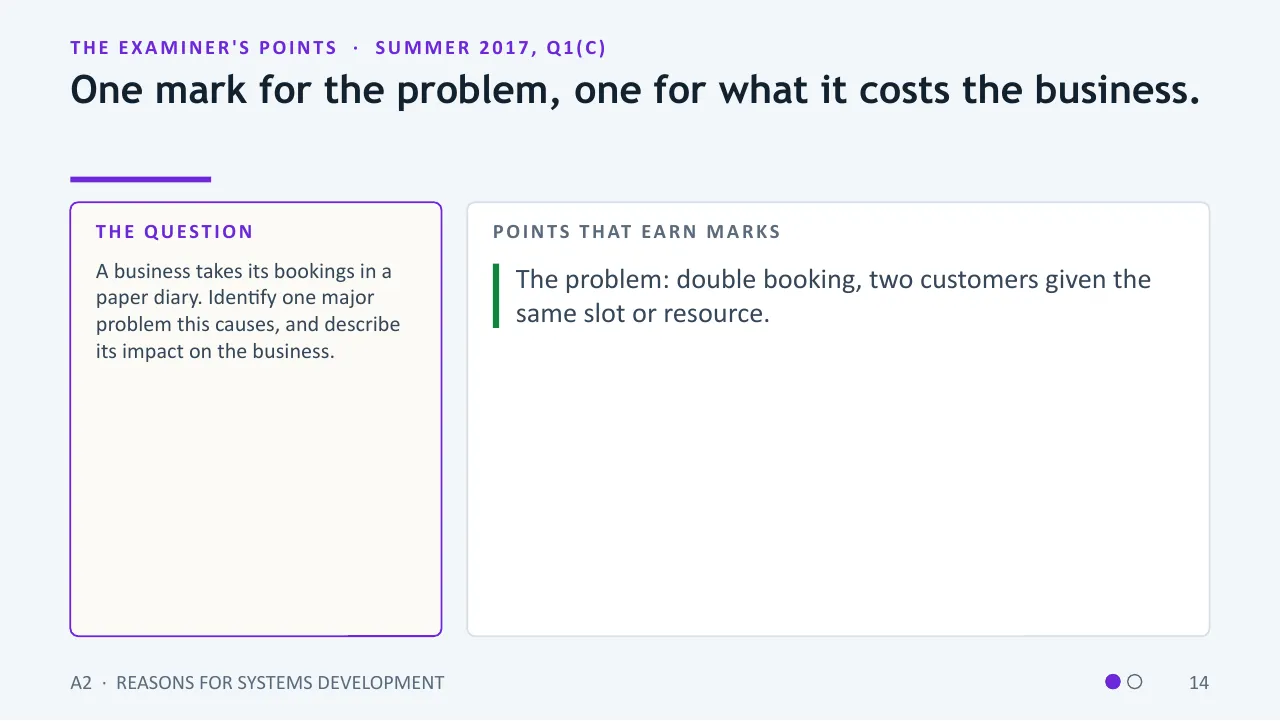 THE EXAMINER'S POINTS · SUMMER 2017, Q1(C)
One mark for the problem, one for what it costs the business.
THE QUESTION
A business takes its bookings in a
paper diary. Identify one major
problem this causes, and describe
its impact on the business.
POINTS THAT EARN MARKS
The problem: double booking, two customers given the
same slot or resource.
A2 · REASONS FOR SYSTEMS DEVELOPMENT
14